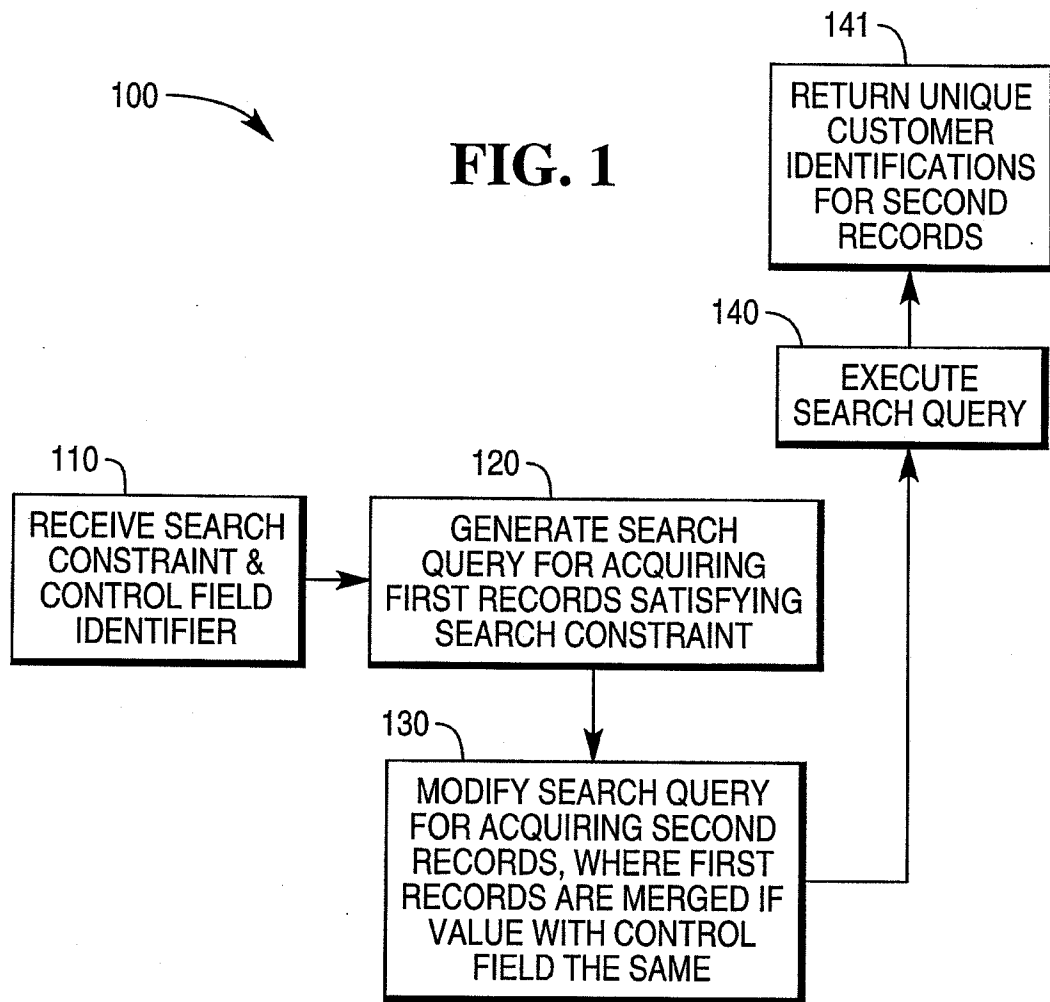 100
FIG. 1
110
RECEIVE SEARCH
CONSTRAINT &
CONTROL FIELD
IDENTIFIER
120
GENERATE SEARCH
QUERY FOR ACQUIRING
FIRST RECORDS SATISFYING
SEARCH CONSTRAINT
130
MODIFY SEARCH QUERY
FOR ACQUIRING SECOND
RECORDS, WHERE FIRST
RECORDS ARE MERGED IF
VALUE WITH CONTROL
FIELD THE SAME
140
EXECUTE
SEARCH QUERY
141
RETURN UNIQUE
CUSTOMER
IDENTIFICATIONS
FOR SECOND
RECORDS